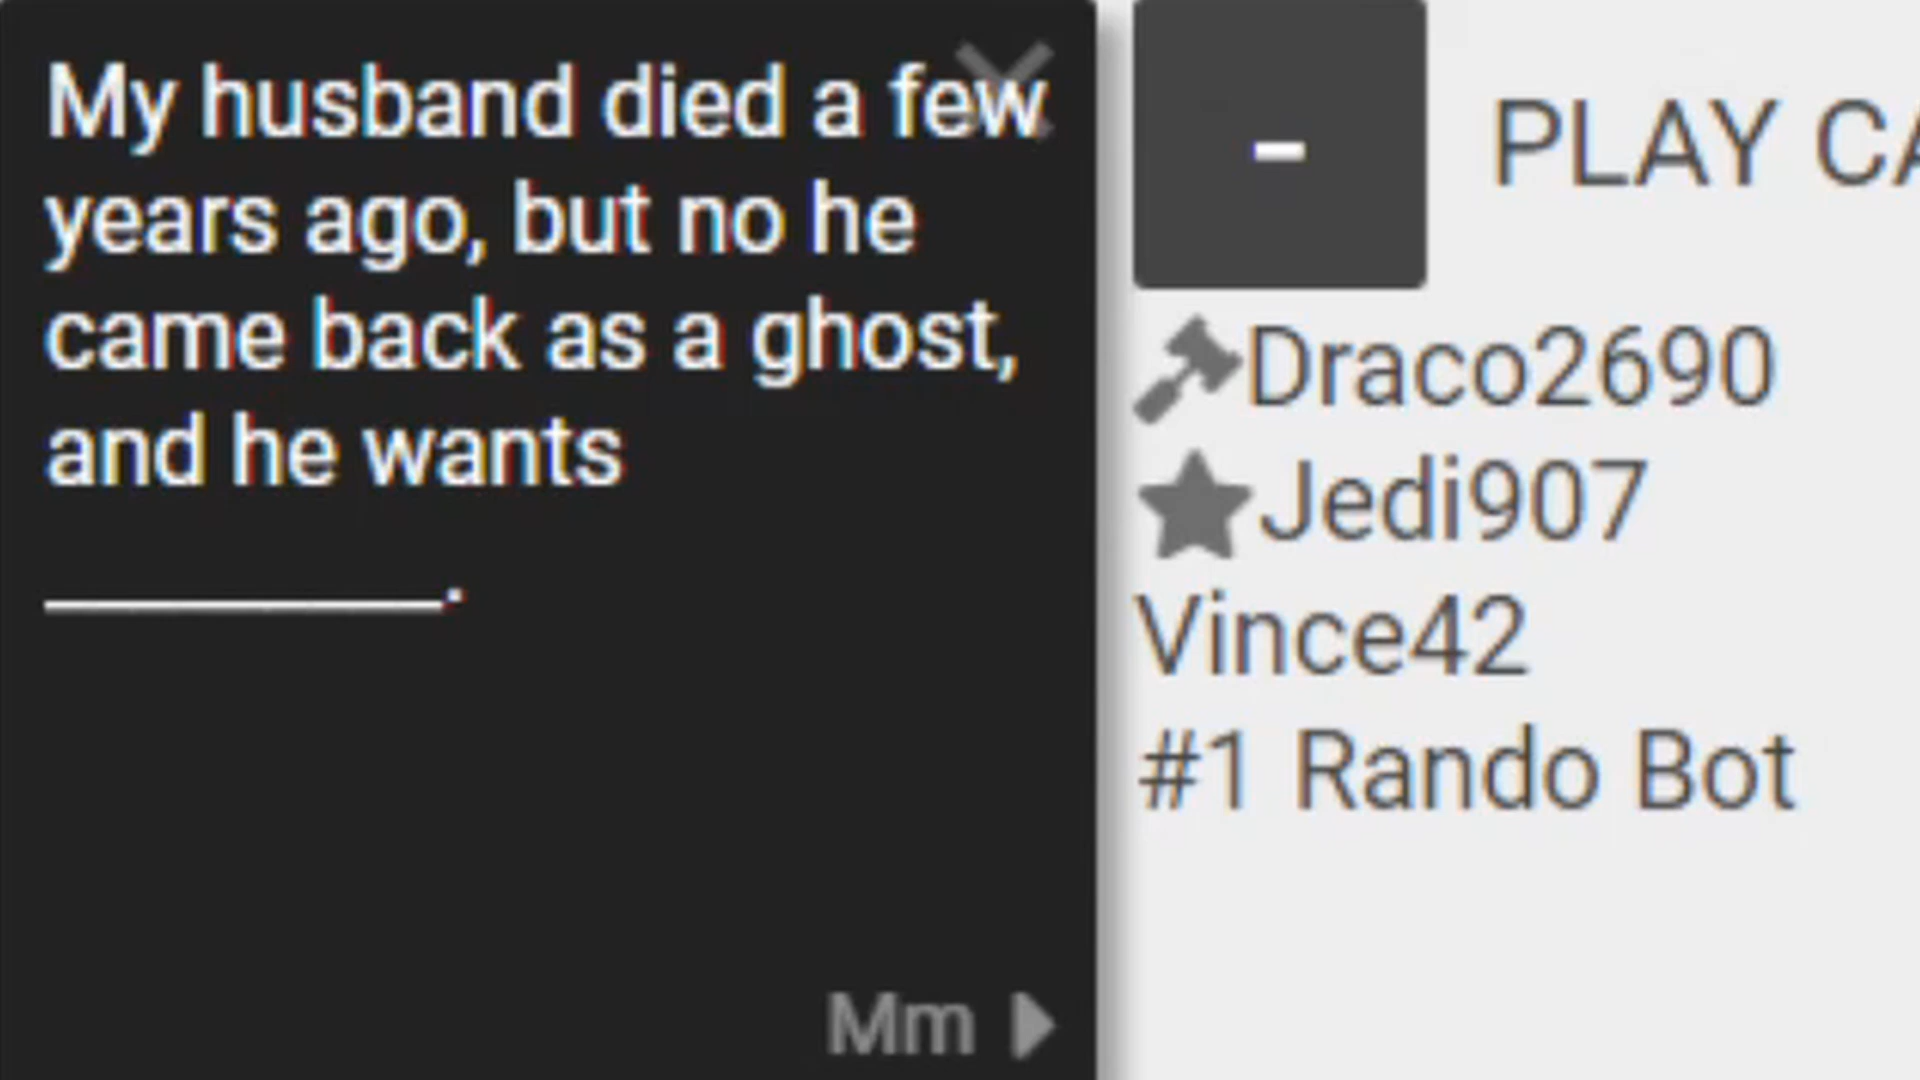 My husband died a few
years ago, but no he
came back as a ghost,
and he wants
_________.
Mm
-
PLAY CA
Draco2690
Jedi907
Vince42
#1 Rando Bot